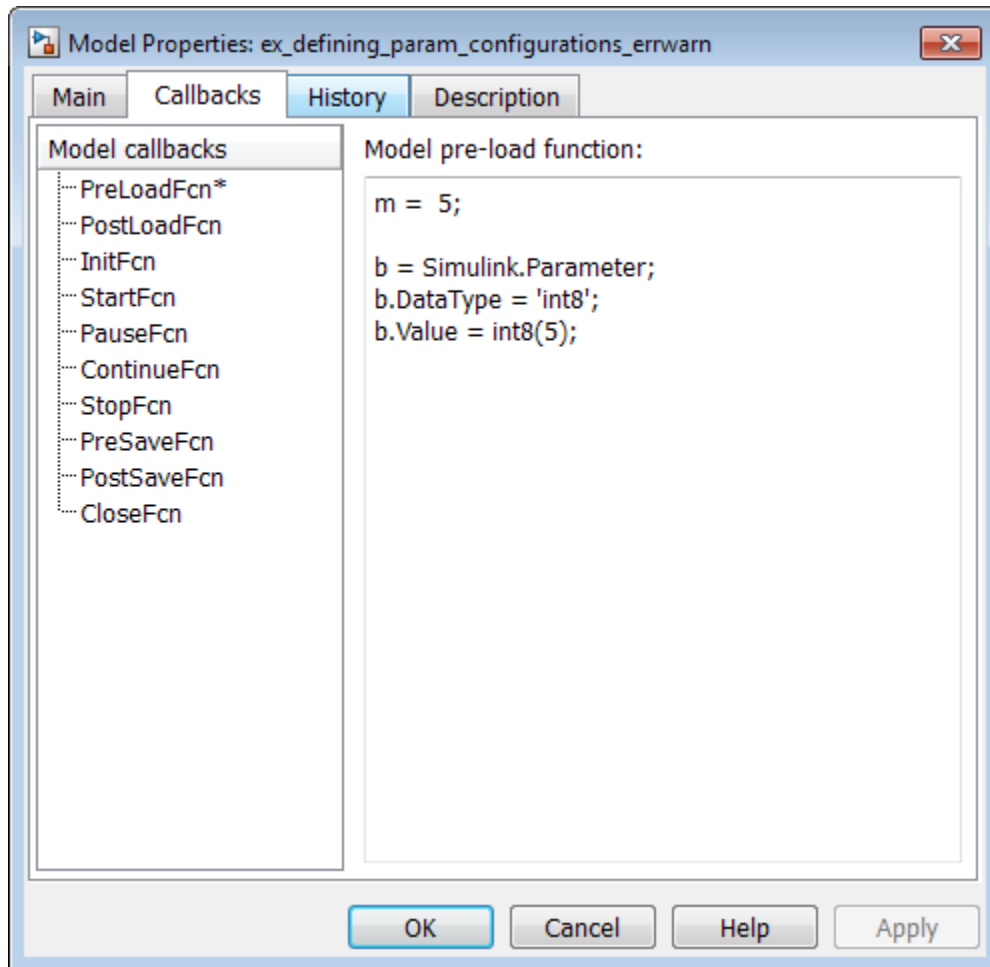 Model Properties: ex_defining_param_configurations_errwarn
Main Callbacks History Description
Model callbacks
PreLoadFcn*
PostLoadFcn
InitFcn
StartFcn
PauseFcn
ContinueFcn
StopFcn
PreSaveFcn
PostSaveFcn
CloseFcn
Model pre-load function:
m =  5;
b = Simulink.Parameter;
b.DataType = 'int8';
b.Value = int8(5);
OK Cancel Help Apply